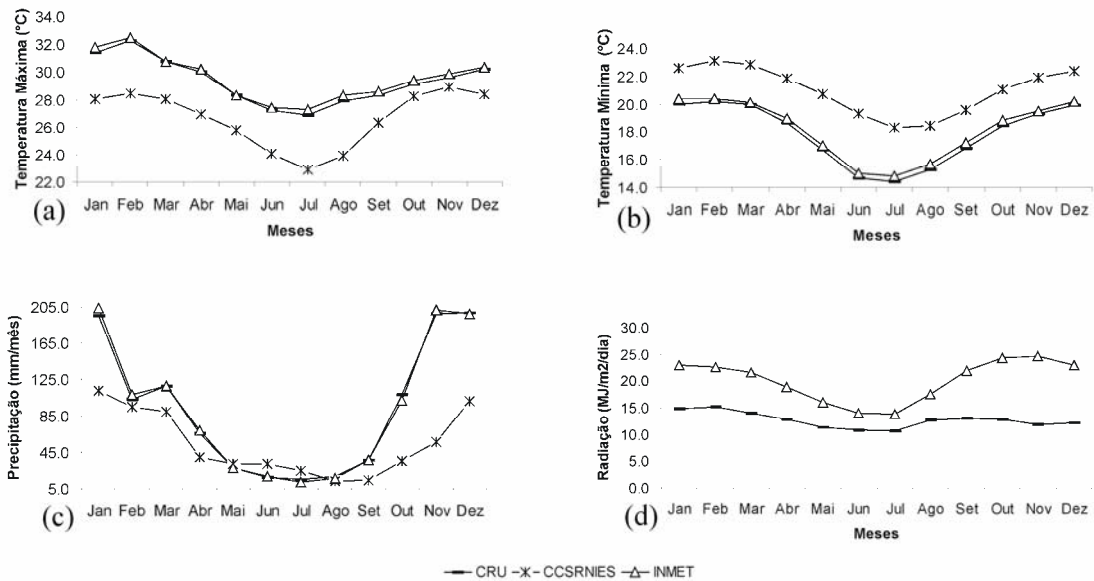 Temperatura Máxima (°C)
34.0
32.0
30.0
28.0
26.0
24.0
22.0
Jan Feb Mar Abr Mai Jun Jul Ago Set Out Nov Dez
Meses
(a)
Temperatura Mínima (°C)
24.0
22.0
20.0
18.0
16.0
14.0
Jan Feb Mar Abr Mai Jun Jul Ago Set Out Nov Dez
Meses
(b)
Precipitação (mm/mês)
205.0
165.0
125.0
85.0
45.0
5.0
Jan Feb Mar Abr Mai Jun Jul Ago Set Out Nov Dez
(c)
Radiação (MJ/m2/dia)
30.0
25.0
20.0
15.0
10.0
5.0
0.0
Jan Feb Mar Abr Mai Jun Jul Ago Set Out Nov Dez
Meses
(d)
CRU CCSRNIES INMET